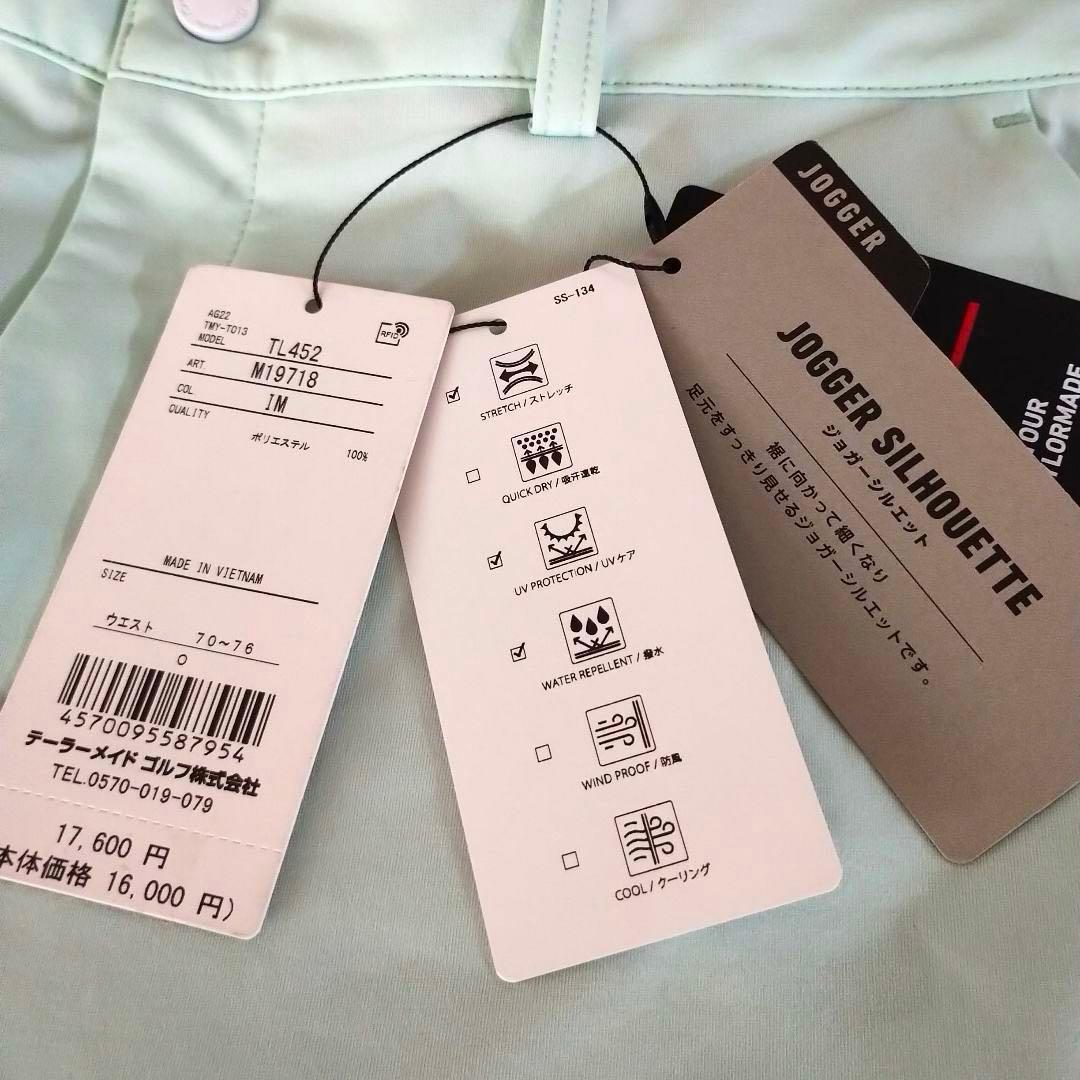 AG22
TMY-T013
RFID
MODEL TL452
ART. M19718
COL IM
QUALITY
ポリエステル 100%
MADE IN VIETNAM
SIZE
ウエスト 70～76
0
4570095587954
テーラーメイド ゴルフ株式会社
TEL.0570-019-079
17,600 円
本体価格 16,000 円)
SS-134
STRETCH / ストレッチ
QUICK DRY / 吸汗速乾
UV PROTECTION / UVケア
WATER REPELLENT / 撥水
WIND PROOF / 防風
COOL / クーリング
JOGGER
JOGGER SILHOUETTE
ジョガーシルエット
裾に向かって細くなり
足元をすっきり見せるジョガーシルエットです。
OUR
LORMADE